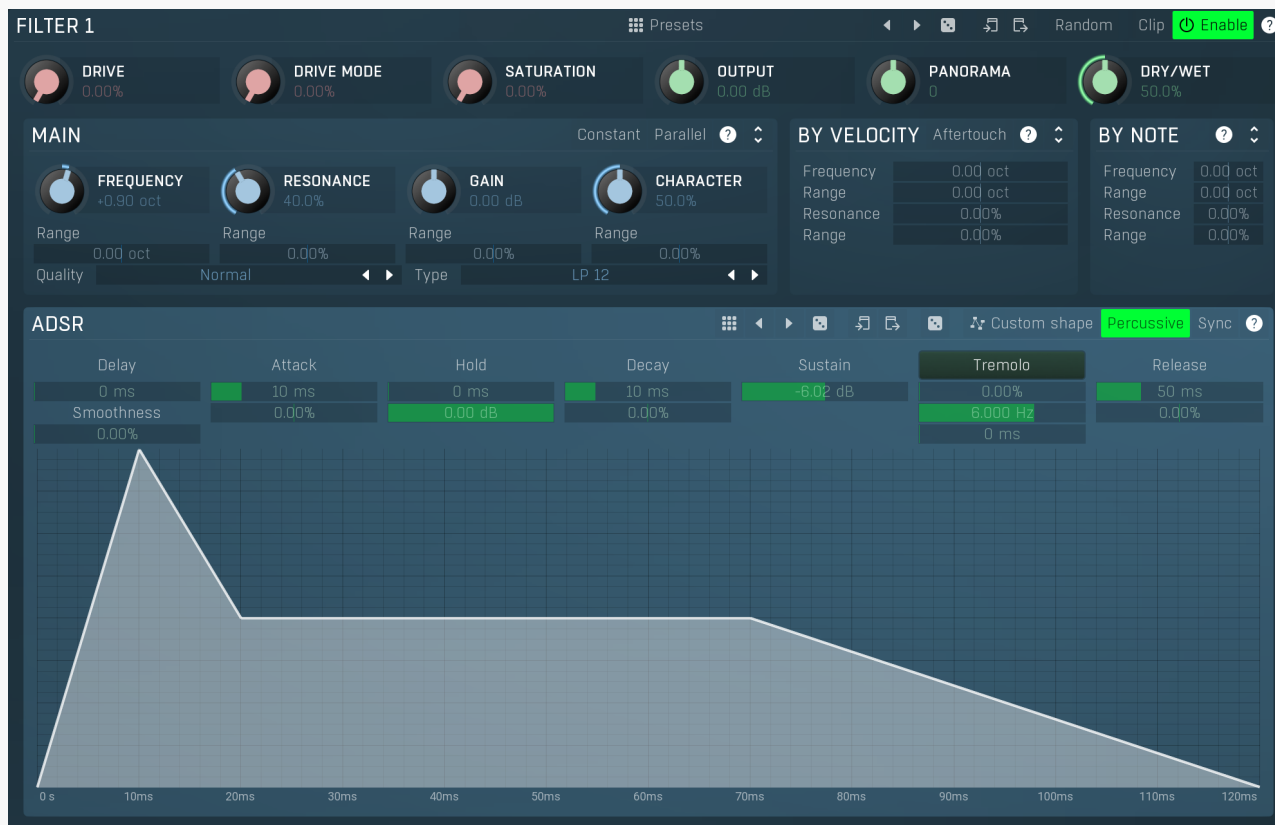 FILTER 1 Presets Random Clip Enable ?
DRIVE DRIVE MODE SATURATION OUTPUT PANORAMA DRY/WET
0.00% 0.00% 0.00% 0.00 dB 0 50.0%
MAIN Constant Parallel ? BY VELOCITY Aftertouch ? BY NOTE ?
FREQUENCY RESONANCE GAIN CHARACTER
+0.90 oct 40.0% 0.00 dB 50.0%
Range Range Range Range
0.00 oct 0.00% 0.00% 0.00%
Quality Normal Type LP 12
Frequency 0.00 oct Frequency 0.00 oct
Range 0.00 oct Range 0.00 oct
Resonance 0.00% Resonance 0.00%
Range 0.00% Range 0.00%
ADSR Custom shape Percussive Sync ?
Delay Attack Hold Decay Sustain Tremolo Release
0 ms 10 ms 0 ms 10 ms -6.02 dB 0.00% 50 ms
Smoothness 0.00% 0.00 dB 0.00% 6.000 Hz 0.00%
0.00% 0 ms
0 s 10ms 20ms 30ms 40ms 50ms 60ms 70ms 80ms 90ms 100ms 110ms 120ms